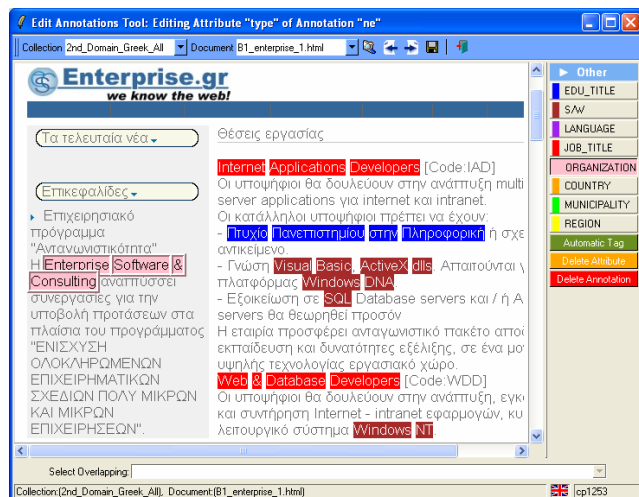 Edit Annotations Tool: Editing Attribute "type" of Annotation "ne"
Collection 2nd_Domain_Greek_All Document B1_enterprise_1.html
Enterprise.gr
we know the web!
Τα τελευταία νέα
Επικεφαλίδες
Επιχειρησιακό
πρόγραμμα
"Ανταγωνιστικότητα"
Η Enterprise Software &
Consulting αναπτύσσει
συνεργασίες για την
υποβολή προτάσεων στα
πλαίσια του προγράμματος
"ΕΝΙΣΧΥΣΗ
ΟΛΟΚΛΗΡΩΜΕΝΩΝ
ΕΠΙΧΕΙΡΗΜΑΤΙΚΩΝ
ΣΧΕΔΙΩΝ ΠΟΛΥ ΜΙΚΡΩΝ
ΚΑΙ ΜΙΚΡΩΝ
ΕΠΙΧΕΙΡΗΣΕΩΝ".
Θέσεις εργασίας
Internet Applications Developers [Code:IAD]
Οι υποψήφιοι θα δουλεύουν στην ανάπτυξη multi
server applications για internet και intranet.
Οι κατάλληλοι υποψήφιοι πρέπει να έχουν:
- Πτυχίο Πανεπιστημίου στην Πληροφορική ή σχε
αντικείμενο.
- Γνώση Visual Basic, ActiveX dlls. Απαιτούνται
πλατφόρμας Windows DNA.
- Εξοικείωση σε SQL Database servers και / ή A
servers θα θεωρηθεί προσόν
Η εταιρία προσφέρει ανταγωνιστικό πακέτο απο
εκπαίδευση και δυνατότητες εξέλιξης, σε ένα μο
υψηλής τεχνολογίας εργασιακό χώρο.
Web & Database Developers [Code:WDD]
Οι υποψήφιοι θα δουλεύουν στην ανάπτυξη, εγκ
και συντήρηση Internet - intranet εφαρμογών, κυ
λειτουργικό σύστημα Windows NT.
Other
EDU_TITLE
S/W
LANGUAGE
JOB_TITLE
ORGANIZATION
COUNTRY
MUNICIPALITY
REGION
Automatic Tag
Delete Attribute
Delete Annotation
Select Overlapping:
Collection:(2nd_Domain_Greek_All), Document:(B1_enterprise_1.html)
cp1253